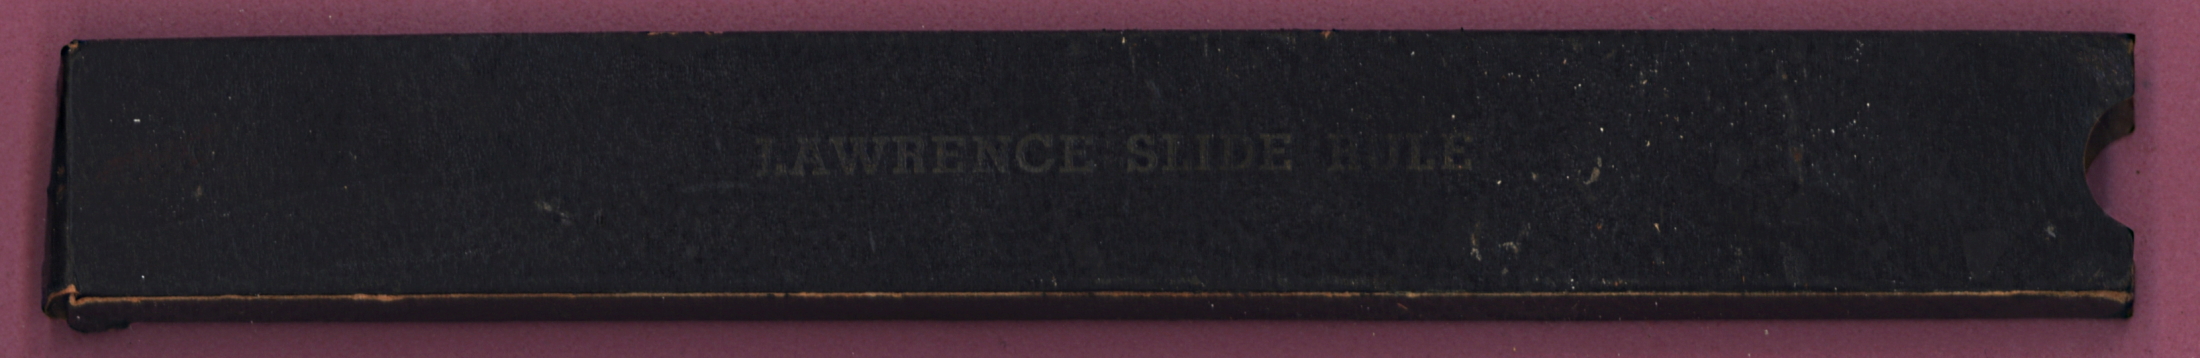 LAWRENCE SLIDE RULE